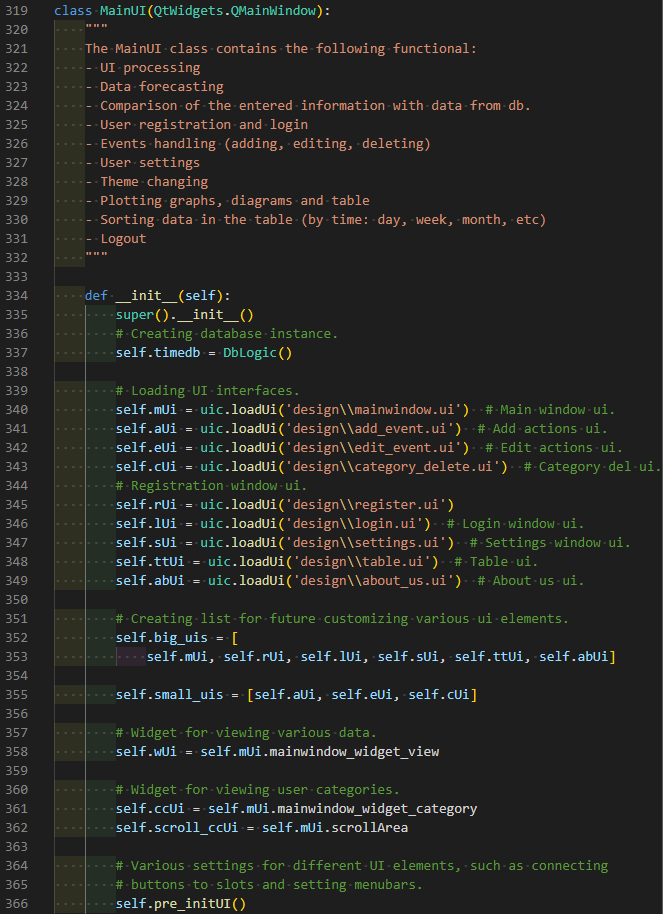 319 class MainUI(QtWidgets.QMainWindow):
320 """
321 The MainUI class contains the following functional:
322 - UI processing
323 - Data forecasting
324 - Comparison of the entered information with data from db.
325 - User registration and login
326 - Events handling (adding, editing, deleting)
327 - User settings
328 - Theme changing
329 - Plotting graphs, diagrams and table
330 - Sorting data in the table (by time: day, week, month, etc)
331 - Logout
332 """
333
334 def __init__(self):
335 super().__init__()
336 # Creating database instance.
337 self.timedb = DbLogic()
338
339 # Loading UI interfaces.
340 self.mUi = uic.loadUi('design\\mainwindow.ui')  # Main window ui.
341 self.aUi = uic.loadUi('design\\add_event.ui')  # Add actions ui.
342 self.eUi = uic.loadUi('design\\edit_event.ui')  # Edit actions ui.
343 self.cUi = uic.loadUi('design\\category_delete.ui')  # Category del ui.
344 # Registration window ui.
345 self.rUi = uic.loadUi('design\\register.ui')
346 self.lUi = uic.loadUi('design\\login.ui')  # Login window ui.
347 self.sUi = uic.loadUi('design\\settings.ui')  # Settings window ui.
348 self.ttUi = uic.loadUi('design\\table.ui')  # Table ui.
349 self.abUi = uic.loadUi('design\\about_us.ui')  # About us ui.
350
351 # Creating list for future customizing various ui elements.
352 self.big_uis = [
353 self.mUi, self.rUi, self.lUi, self.sUi, self.ttUi, self.abUi]
354
355 self.small_uis = [self.aUi, self.eUi, self.cUi]
356
357 # Widget for viewing various data.
358 self.wUi = self.mUi.mainwindow_widget_view
359
360 # Widget for viewing user categories.
361 self.ccUi = self.mUi.mainwindow_widget_category
362 self.scroll_ccUi = self.mUi.scrollArea
363
364 # Various settings for different UI elements, such as connecting
365 # buttons to slots and setting menubars.
366 self.pre_initUI()